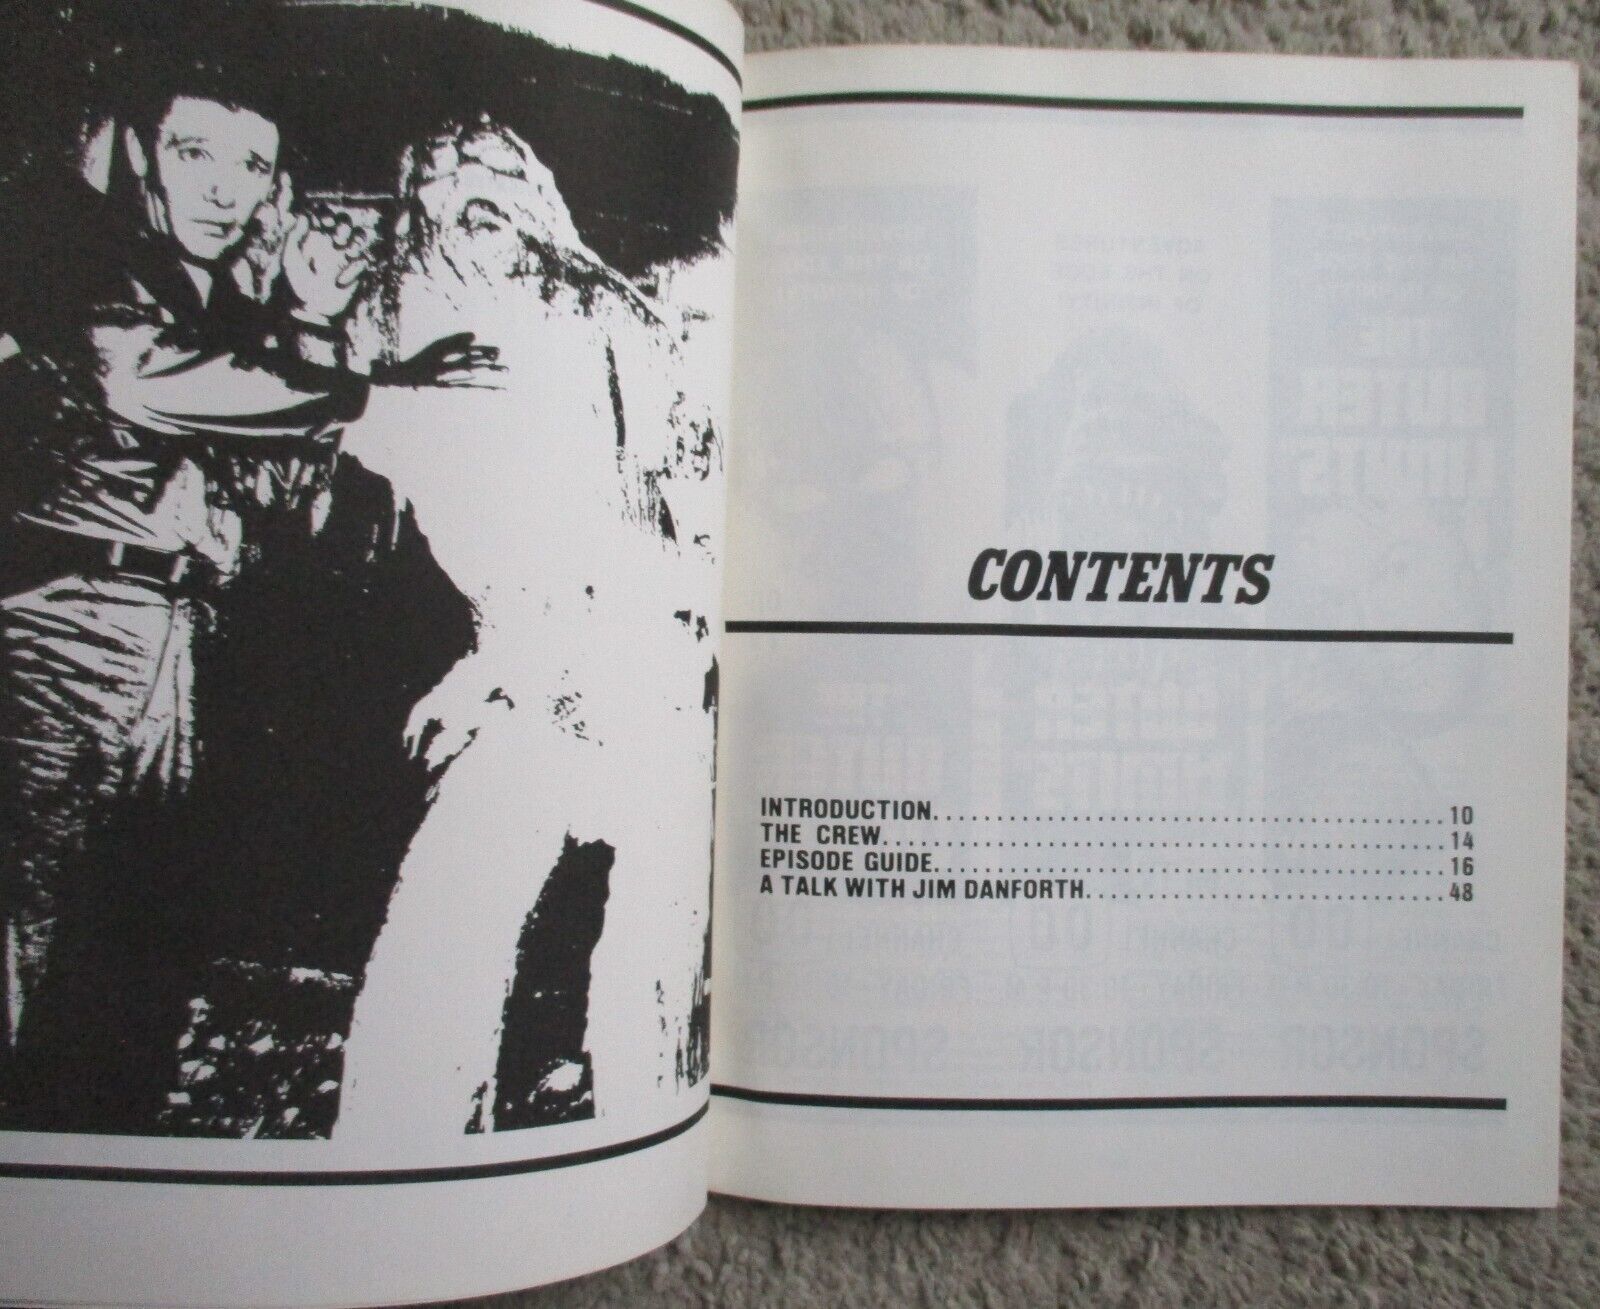 CONTENTS
INTRODUCTION........................................ 10
THE CREW............................................ 14
EPISODE GUIDE....................................... 16
A TALK WITH JIM DANFORTH............................ 48